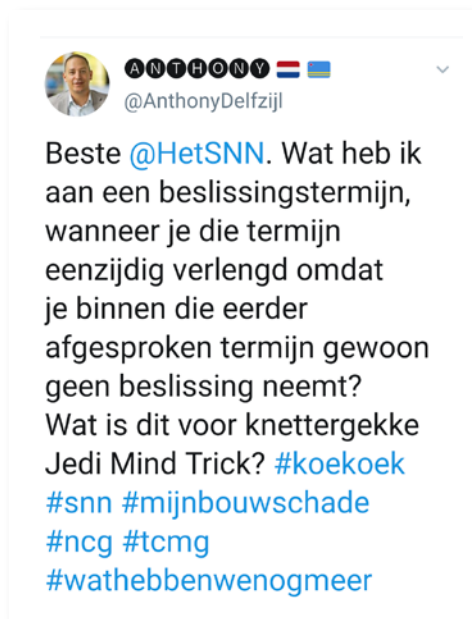 🅐🅝🅣🅗🅞🅝🅨 🇳🇱 🇦🇼
@AnthonyDelfzijl
Beste @HetSNN. Wat heb ik
aan een beslissingstermijn,
wanneer je die termijn
eenzijdig verlengd omdat
je binnen die eerder
afgesproken termijn gewoon
geen beslissing neemt?
Wat is dit voor knettergekke
Jedi Mind Trick? #koekoek
#snn #mijnbouwschade
#ncg #tcmg
#wathebbenwenogmeer